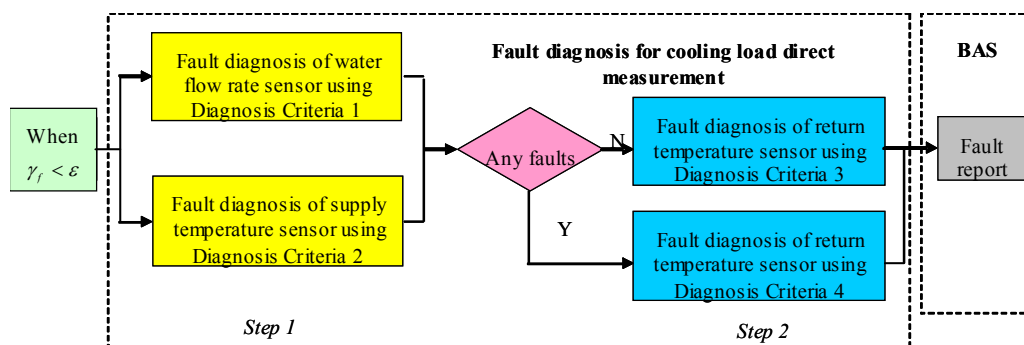 Fault diagnosis for cooling load direct
measurement
BAS
When
γf < ε
Fault diagnosis of water
flow rate sensor using
Diagnosis Criteria 1
Fault diagnosis of supply
temperature sensor using
Diagnosis Criteria 2
Any faults
N
Y
Fault diagnosis of return
temperature sensor using
Diagnosis Criteria 3
Fault diagnosis of return
temperature sensor using
Diagnosis Criteria 4
Fault
report
Step 1
Step 2